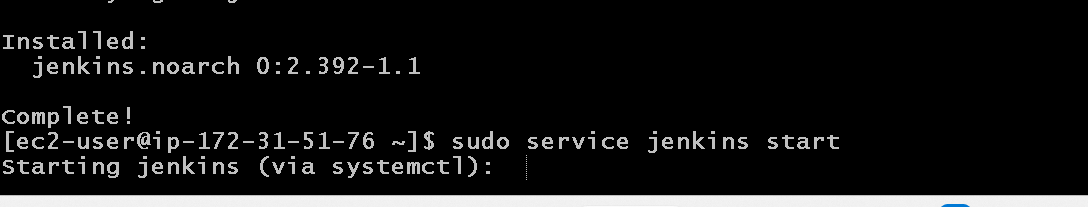 Installed:
jenkins.noarch 0:2.392-1.1
Complete!
[ec2-user@ip-172-31-51-76 ~]$ sudo service jenkins start
Starting jenkins (via systemctl):